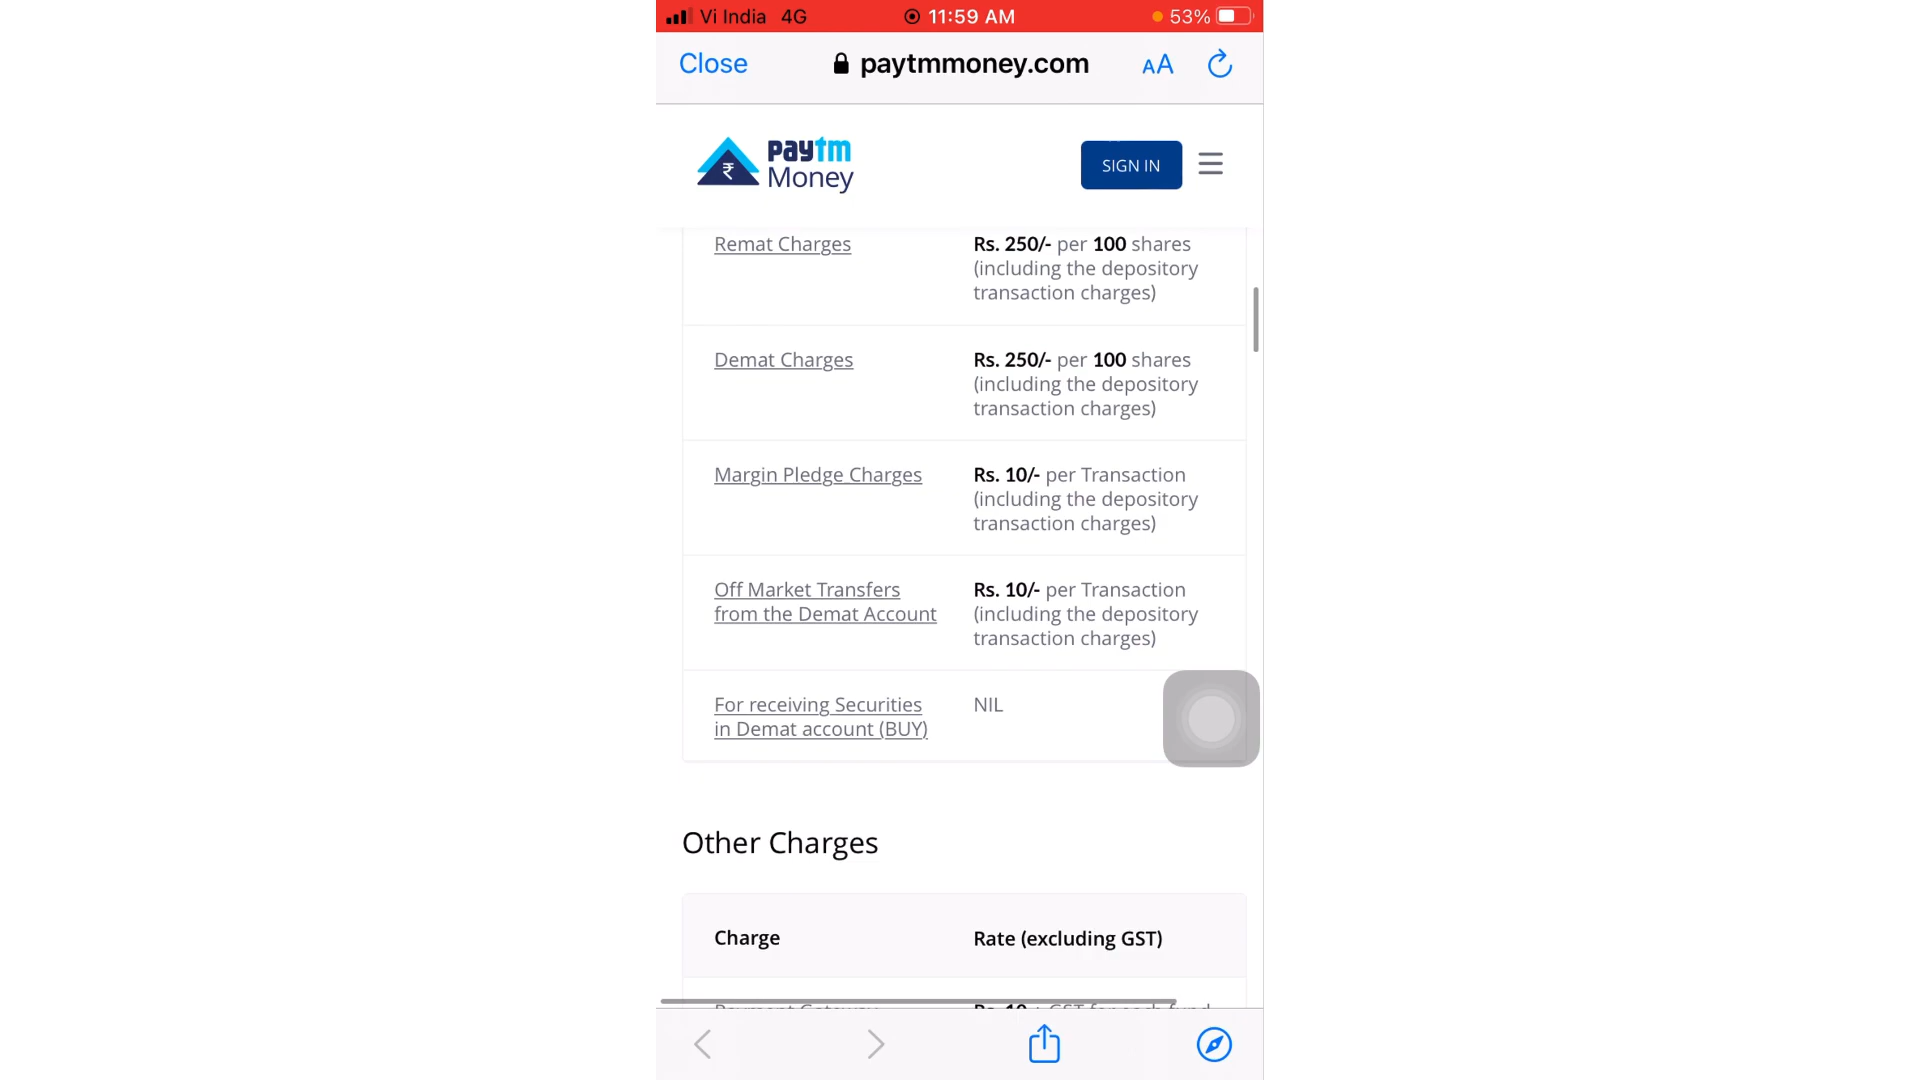 Vi India 4G 11:59 AM 53%
Close paytmmoney.com AA
paytm
Money
SIGN IN
Remat Charges Rs. 250/- per 100 shares
(including the depository
transaction charges)
Demat Charges Rs. 250/- per 100 shares
(including the depository
transaction charges)
Margin Pledge Charges Rs. 10/- per Transaction
(including the depository
transaction charges)
Off Market Transfers
from the Demat Account
Rs. 10/- per Transaction
(including the depository
transaction charges)
For receiving Securities
in Demat account (BUY)
NIL
Other Charges
Charge Rate (excluding GST)